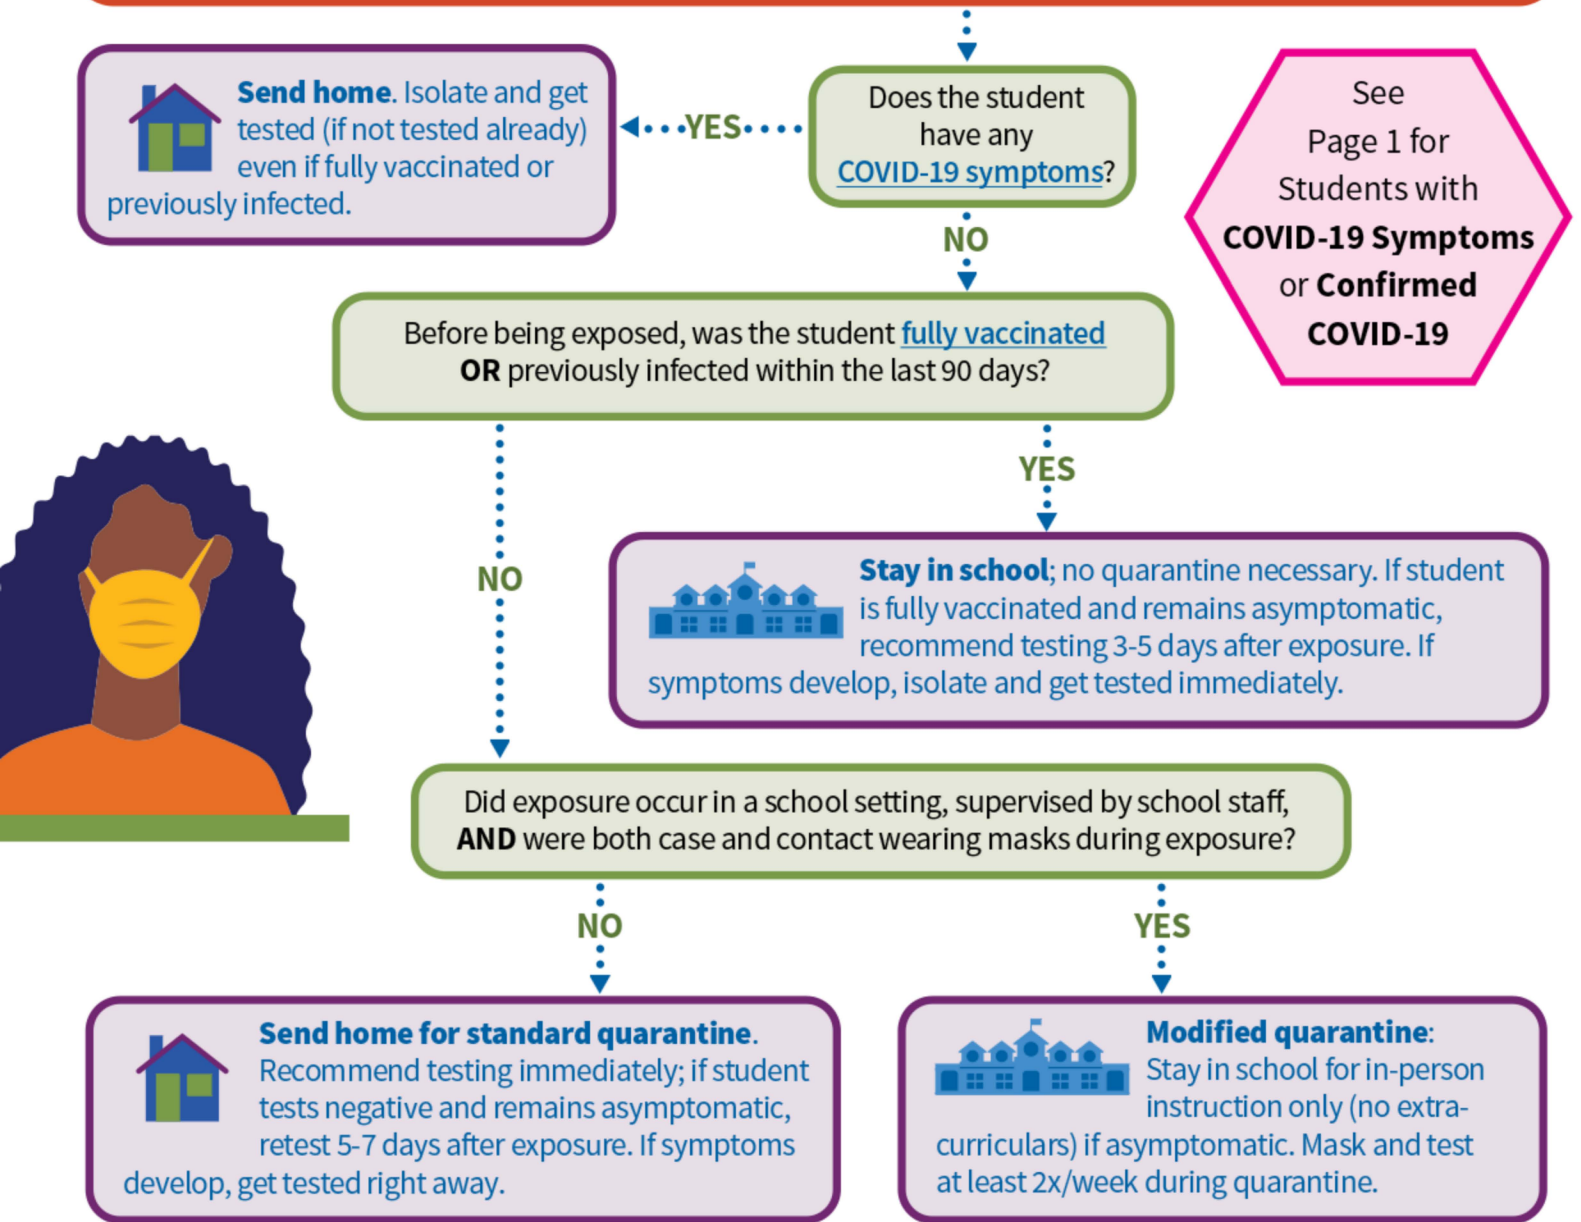 Does the student
have any
COVID-19 symptoms?
YES
Send home. Isolate and get
tested (if not tested already)
even if fully vaccinated or
previously infected.
See
Page 1 for
Students with
COVID-19 Symptoms
or Confirmed
COVID-19
NO
Before being exposed, was the student fully vaccinated
OR previously infected within the last 90 days?
YES
Stay in school; no quarantine necessary. If student
is fully vaccinated and remains asymptomatic,
recommend testing 3-5 days after exposure. If
symptoms develop, isolate and get tested immediately.
NO
Did exposure occur in a school setting, supervised by school staff,
AND were both case and contact wearing masks during exposure?
NO
Send home for standard quarantine.
Recommend testing immediately; if student
tests negative and remains asymptomatic,
retest 5-7 days after exposure. If symptoms
develop, get tested right away.
YES
Modified quarantine:
Stay in school for in-person
instruction only (no extra-
curriculars) if asymptomatic. Mask and test
at least 2x/week during quarantine.